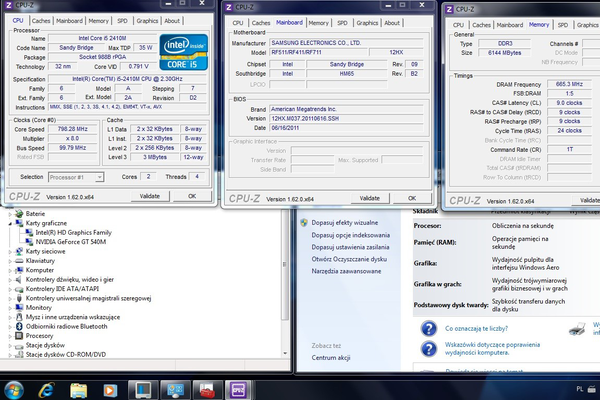 CPU-Z
CPU Caches Mainboard Memory SPD Graphics About
Processor
Name Intel Core i5 2410M
Code Name Sandy Bridge Max TDP 35 W
Package Socket 988B rPGA
Technology 32 nm Core VID 0.791 V
intel inside
CORE i5
Specification Intel(R) Core(TM) i5-2410M CPU @ 2.30GHz
Family 6 Model A Stepping 7
Ext. Family 6 Ext. Model 2A Revision D2
Instructions MMX, SSE (1, 2, 3, 3S, 4.1, 4.2), EM64T, VT-x, AVX
Clocks (Core #0)
Core Speed 798.28 MHz
Multiplier x 8.0
Bus Speed 99.79 MHz
Rated FSB
Cache
L1 Data 2 x 32 KBytes 8-way
L1 Inst. 2 x 32 KBytes 8-way
Level 2 2 x 256 KBytes 8-way
Level 3 3 MBytes 12-way
Selection Processor #1 Cores 2 Threads 4
CPU-Z Version 1.62.0.x64 Validate OK
CPU-Z
CPU Caches Mainboard Memory SPD Graphics About
Motherboard
Manufacturer SAMSUNG ELECTRONICS CO., LTD.
Model RF511/RF411/RF711 12HX
Chipset Intel Sandy Bridge Rev. 09
Southbridge Intel HM65 Rev. B2
LPCIO
BIOS
Brand American Megatrends Inc.
Version 12HX.M037.20110616.SSH
Date 06/16/2011
Graphic Interface
Version
Transfer Rate Max. Supported
Side Band
CPU-Z Version 1.62.0.x64 Validate OK
CPU-Z
CPU Caches Mainboard Memory SPD Graphics
General
Type DDR3 Channels #
Size 6144 MBytes DC Mode
NB Frequency
Timings
DRAM Frequency 665.3 MHz
FSB:DRAM 1:5
CAS# Latency (CL) 9.0 clocks
RAS# to CAS# Delay (tRCD) 9 clocks
RAS# Precharge (tRP) 9 clocks
Cycle Time (tRAS) 24 clocks
Bank Cycle Time (tRC)
Command Rate (CR) 1T
DRAM Idle Timer
Total CAS# (tRDRAM)
Row To Column (tRCD)
CPU-Z Version 1.62.0.x64
Baterie
Karty graficzne
Intel(R) HD Graphics Family
NVIDIA GeForce GT 540M
Karty sieciowe
Klawiatury
Komputer
Kontrolery dźwięku, wideo i gier
Kontrolery IDE ATA/ATAPI
Kontrolery uniwersalnej magistrali szeregowej
Monitory
Mysz i inne urządzenia wskazujące
Odbiorniki radiowe Bluetooth
Procesory
Stacje dysków
Stacje dysków CD-ROM/DVD
Dopasuj efekty wizualne
Dopasuj opcje indeksowania
Dopasuj ustawienia zasilania
Otwórz Oczyszczanie dysku
Narzędzia zaawansowane
Zobacz też
Centrum akcji
Składnik
Procesor: Obliczenia na sekundę
Pamięć (RAM): Operacje pamięci na sekundę
Grafika: Wydajność pulpitu dla interfejsu Windows Aero
Grafika w grach: Wydajność trójwymiarowej grafiki biznesowej i w grach
Podstawowy dysk twardy: Szybkość transferu danych dla dysku
Co oznaczają te liczby?
Wskazówki dotyczące poprawienia wydajności komputera.
PL